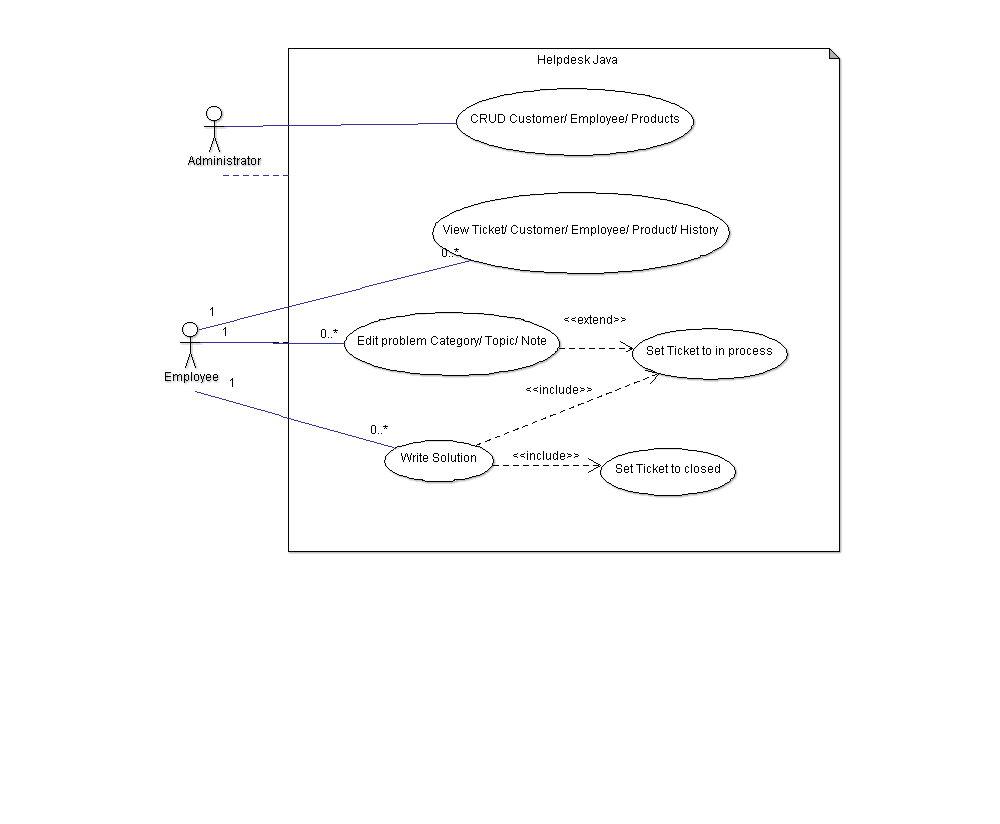 Helpdesk Java
CRUD Customer/ Employee/ Products
Administrator
View Ticket/ Customer/ Employee/ Product/ History
0..*
1
1
0..*
Edit problem Category/ Topic/ Note
<<extend>>
Set Ticket to in process
Employee
1
<<include>>
0..*
Write Solution
<<include>>
Set Ticket to closed